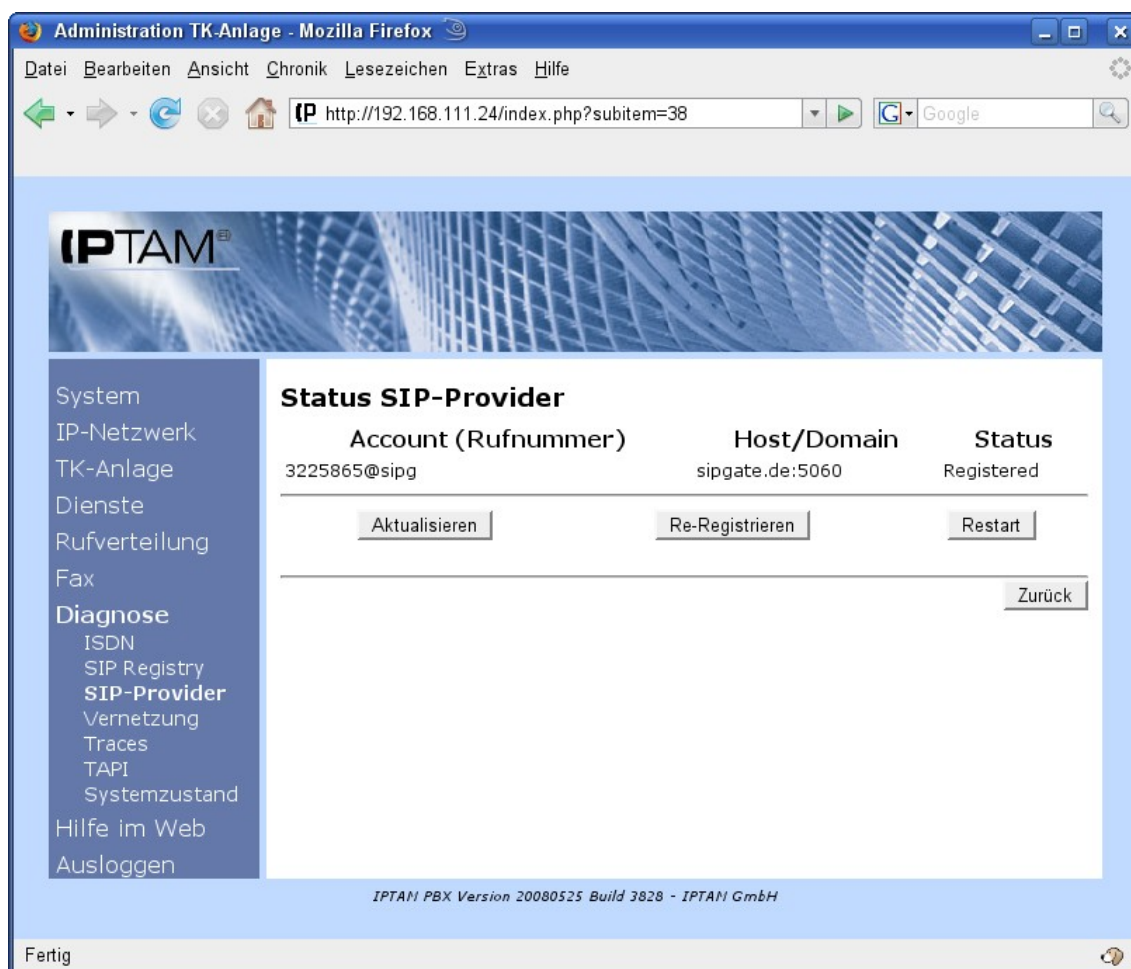 Administration TK-Anlage - Mozilla Firefox
Datei Bearbeiten Ansicht Chronik Lesezeichen Extras Hilfe
(P http://192.168.111.24/index.php?subitem=38 G Google
IPTAM®
System
IP-Netzwerk
TK-Anlage
Dienste
Rufverteilung
Fax
Diagnose
ISDN
SIP Registry
SIP-Provider
Vernetzung
Traces
TAPI
Systemzustand
Hilfe im Web
Ausloggen
Status SIP-Provider
Account (Rufnummer) Host/Domain Status
3225865@sipg sipgate.de:5060 Registered
Aktualisieren Re-Registrieren Restart
Zurück
IPTAM PBX Version 20080525 Build 3828 - IPTAM GmbH
Fertig